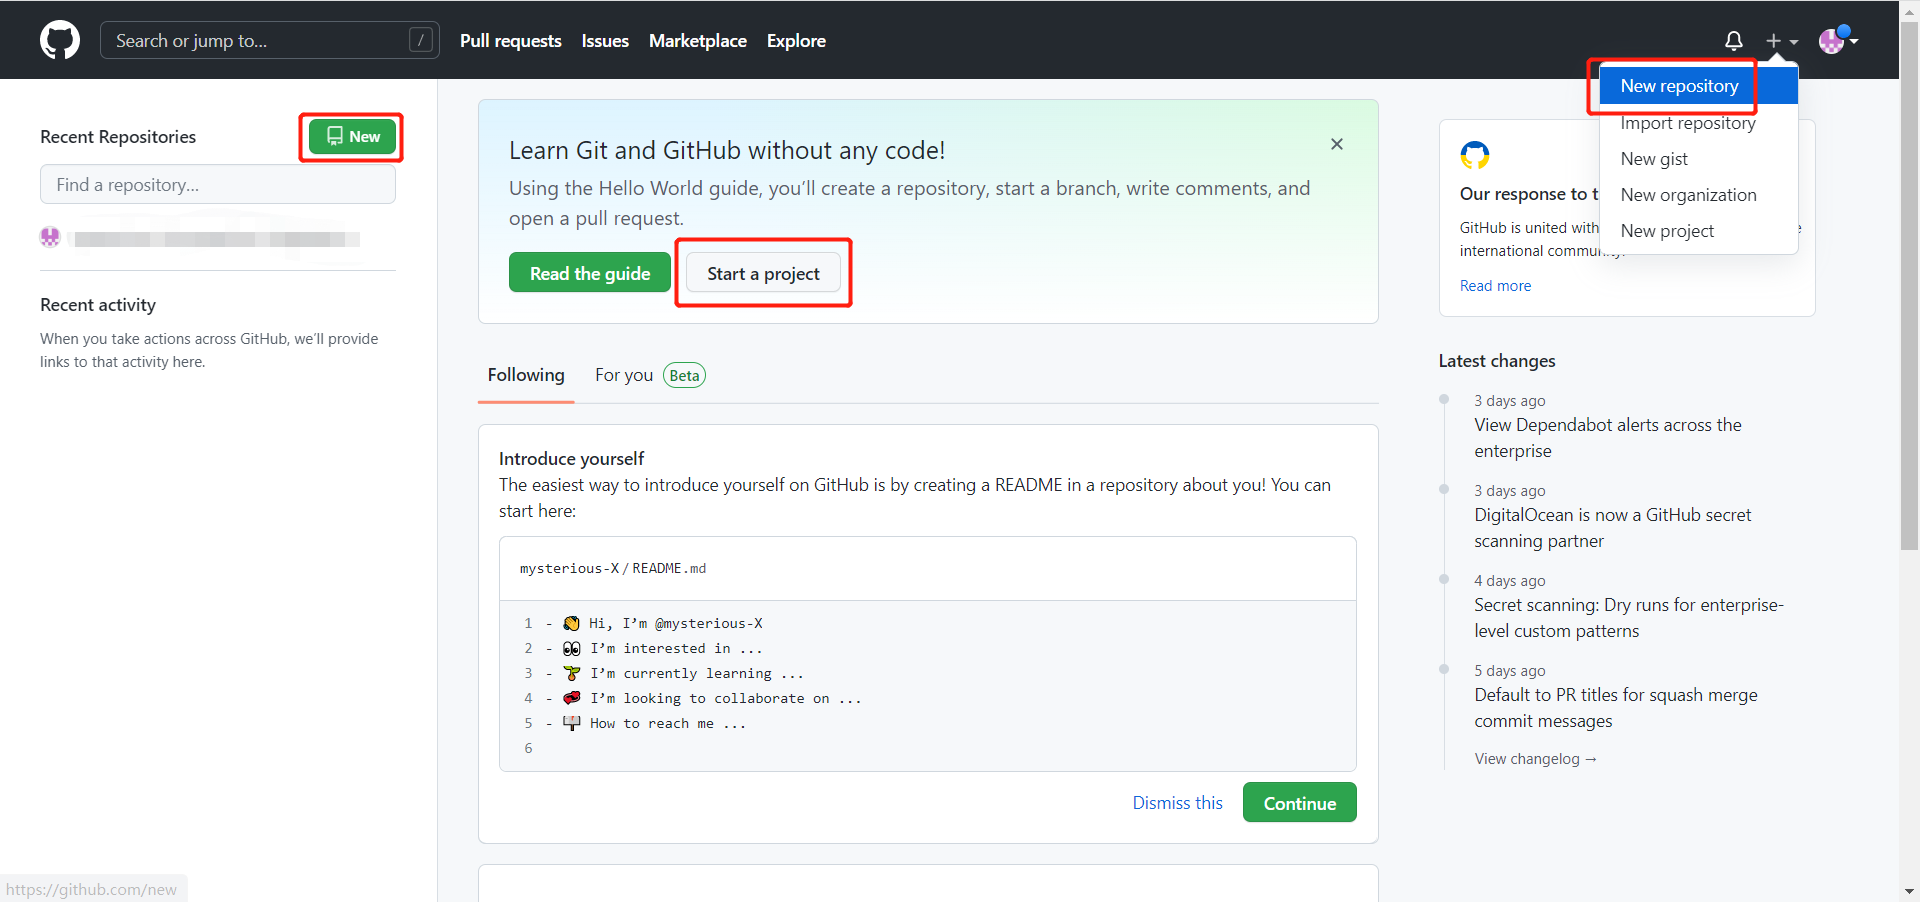 Search or jump to...
/
Pull requests
Issues
Marketplace
Explore
New repository
Import repository
New gist
New organization
New project
Recent Repositories
New
Find a repository...
Recent activity
When you take actions across GitHub, we’ll provide
links to that activity here.
Learn Git and GitHub without any code!
Using the Hello World guide, you’ll create a repository, start a branch, write comments, and
open a pull request.
Read the guide
Start a project
Following
For you
Beta
Introduce yourself
The easiest way to introduce yourself on GitHub is by creating a README in a repository about you! You can
start here:
mysterious-X/README.md
1 - 👋 Hi, I’m @mysterious-X
2 - 👀 I’m interested in ...
3 - 🌱 I’m currently learning ...
4 - 💞️ I’m looking to collaborate on ...
5 - 📫 How to reach me ...
6
Dismiss this
Continue
Our response to t
GitHub is united with
international community.
Read more
Latest changes
3 days ago
View Dependabot alerts across the
enterprise
3 days ago
DigitalOcean is now a GitHub secret
scanning partner
4 days ago
Secret scanning: Dry runs for enterprise-
level custom patterns
5 days ago
Default to PR titles for squash merge
commit messages
View changelog →
https://github.com/new